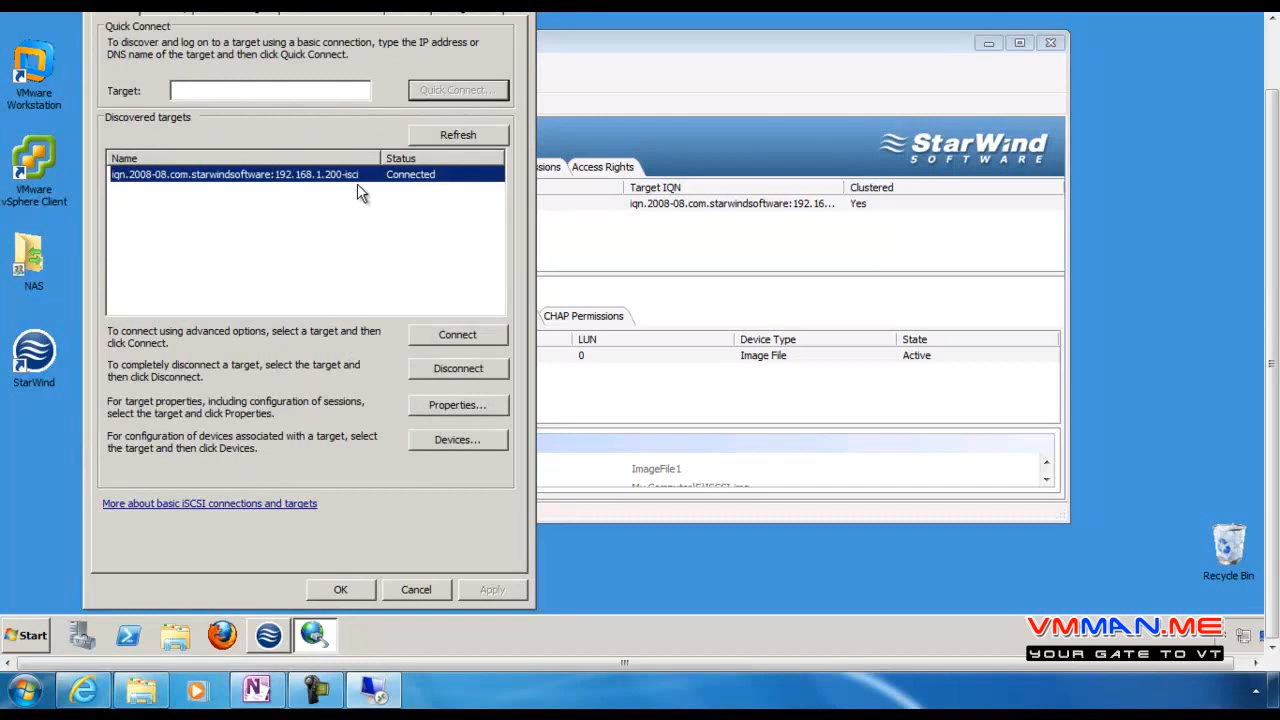 Quick Connect
To discover and log on to a target using a basic connection, type the IP address or
DNS name of the target and then click Quick Connect.
Target:
Quick Connect...
Discovered targets
Refresh
Name
Status
iqn.2008-08.com.starwindsoftware:192.168.1.200-isci
Connected
To connect using advanced options, select a target and then
click Connect.
Connect
To completely disconnect a target, select the target and
then click Disconnect.
Disconnect
For target properties, including configuration of sessions,
select the target and click Properties.
Properties...
For configuration of devices associated with a target, select
the target and then click Devices.
Devices...
More about basic iSCSI connections and targets
OK
Cancel
Apply
StarWind
SOFTWARE
ssions
Access Rights
Target IQN
Clustered
iqn.2008-08.com.starwindsoftware:192.16...
Yes
CHAP Permissions
LUN
Device Type
State
0
Image File
Active
ImageFile1
VMware
Workstation
VMware
vSphere Client
NAS
StarWind
Recycle Bin
Start
VMMAN.ME
YOUR GATE TO VT